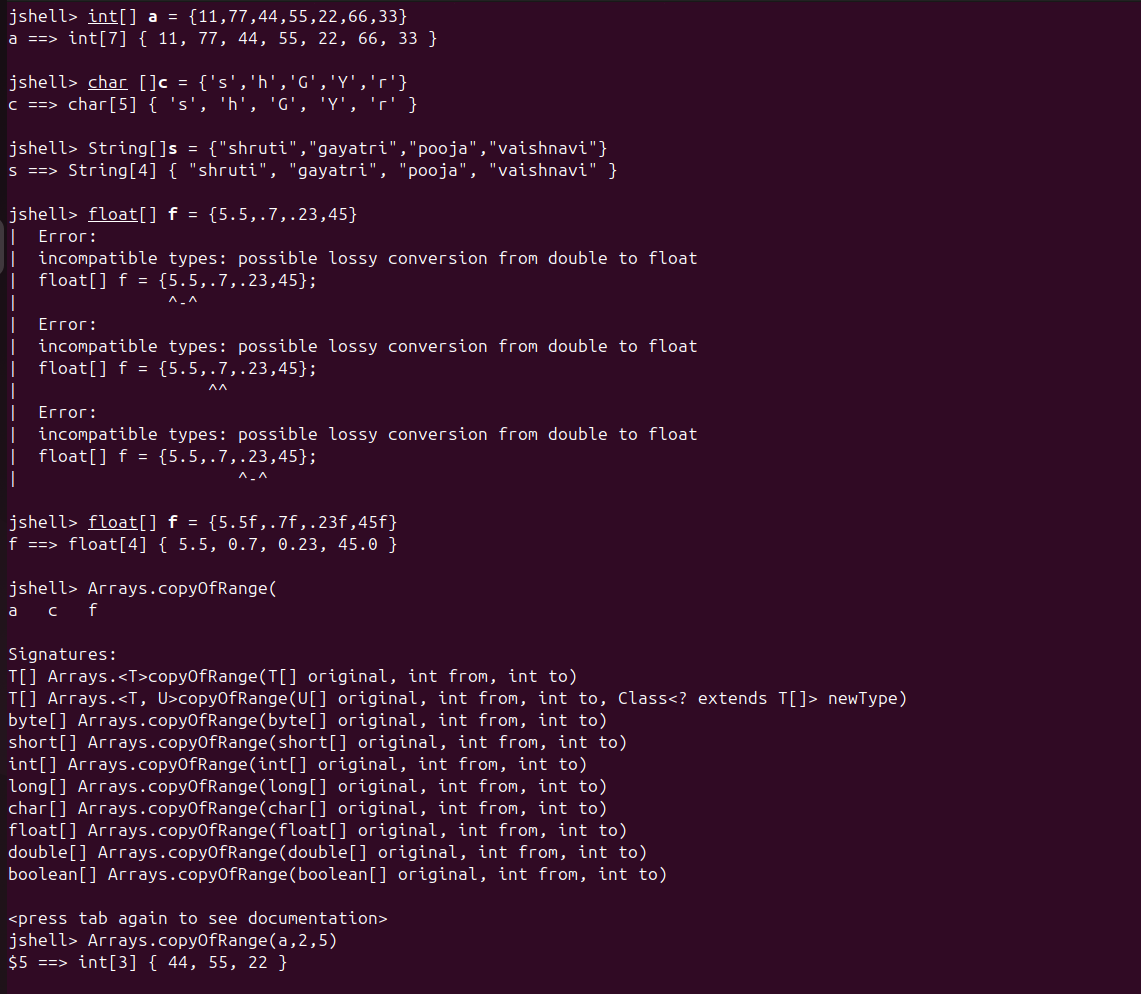 jshell> int[] a = {11,77,44,55,22,66,33}
a ==> int[7] { 11, 77, 44, 55, 22, 66, 33 }
jshell> char []c = {'s','h','G','Y','r'}
c ==> char[5] { 's', 'h', 'G', 'Y', 'r' }
jshell> String[]s = {"shruti","gayatri","pooja","vaishnavi"}
s ==> String[4] { "shruti", "gayatri", "pooja", "vaishnavi" }
jshell> float[] f = {5.5,.7,.23,45}
|  Error:
|  incompatible types: possible lossy conversion from double to float
|  float[] f = {5.5,.7,.23,45};
|               ^-^
|  Error:
|  incompatible types: possible lossy conversion from double to float
|  float[] f = {5.5,.7,.23,45};
|                   ^^
|  Error:
|  incompatible types: possible lossy conversion from double to float
|  float[] f = {5.5,.7,.23,45};
|                      ^-^
jshell> float[] f = {5.5f,.7f,.23f,45f}
f ==> float[4] { 5.5, 0.7, 0.23, 45.0 }
jshell> Arrays.copyOfRange(
a   c   f
Signatures:
T[] Arrays.<T>copyOfRange(T[] original, int from, int to)
T[] Arrays.<T, U>copyOfRange(U[] original, int from, int to, Class<? extends T[]> newType)
byte[] Arrays.copyOfRange(byte[] original, int from, int to)
short[] Arrays.copyOfRange(short[] original, int from, int to)
int[] Arrays.copyOfRange(int[] original, int from, int to)
long[] Arrays.copyOfRange(long[] original, int from, int to)
char[] Arrays.copyOfRange(char[] original, int from, int to)
float[] Arrays.copyOfRange(float[] original, int from, int to)
double[] Arrays.copyOfRange(double[] original, int from, int to)
boolean[] Arrays.copyOfRange(boolean[] original, int from, int to)
<press tab again to see documentation>
jshell> Arrays.copyOfRange(a,2,5)
$5 ==> int[3] { 44, 55, 22 }